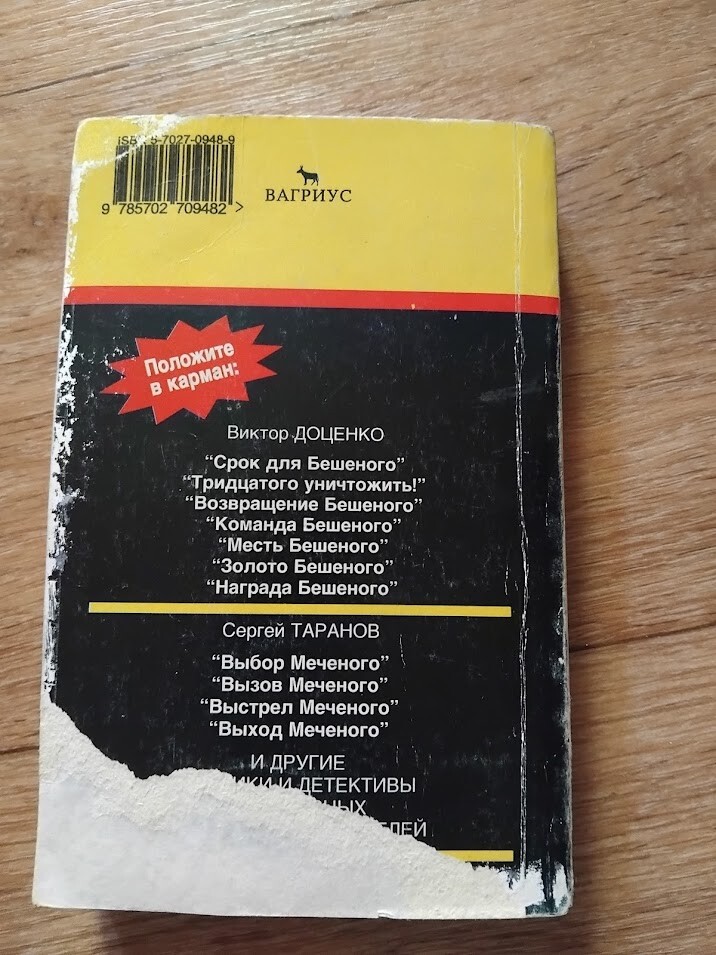 5-7027-0948-9
9 785702 709482 >
ВАГРИУС
Положите
в карман:
Виктор ДОЦЕНКО
“Срок для Бешеного”
“Тридцатого уничтожить!”
“Возвращение Бешеного”
“Команда Бешеного”
“Месть Бешеного”
“Золото Бешеного”
“Награда Бешеного”
Сергей ТАРАНОВ
“Выбор Меченого”
“Вызов Меченого”
“Выстрел Меченого”
“Выход Меченого”
И ДРУГИЕ
И ДЕТЕКТИВЫ